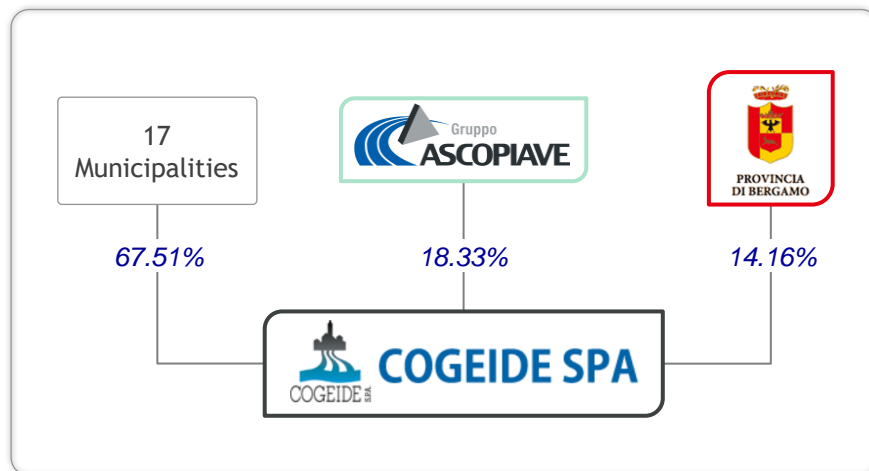 17
Municipalities
Gruppo
ASCOPIAVE
PROVINCIA
DI BERGAMO
67.51%
18.33%
14.16%
COGEIDE S.P.A.
COGEIDE SPA